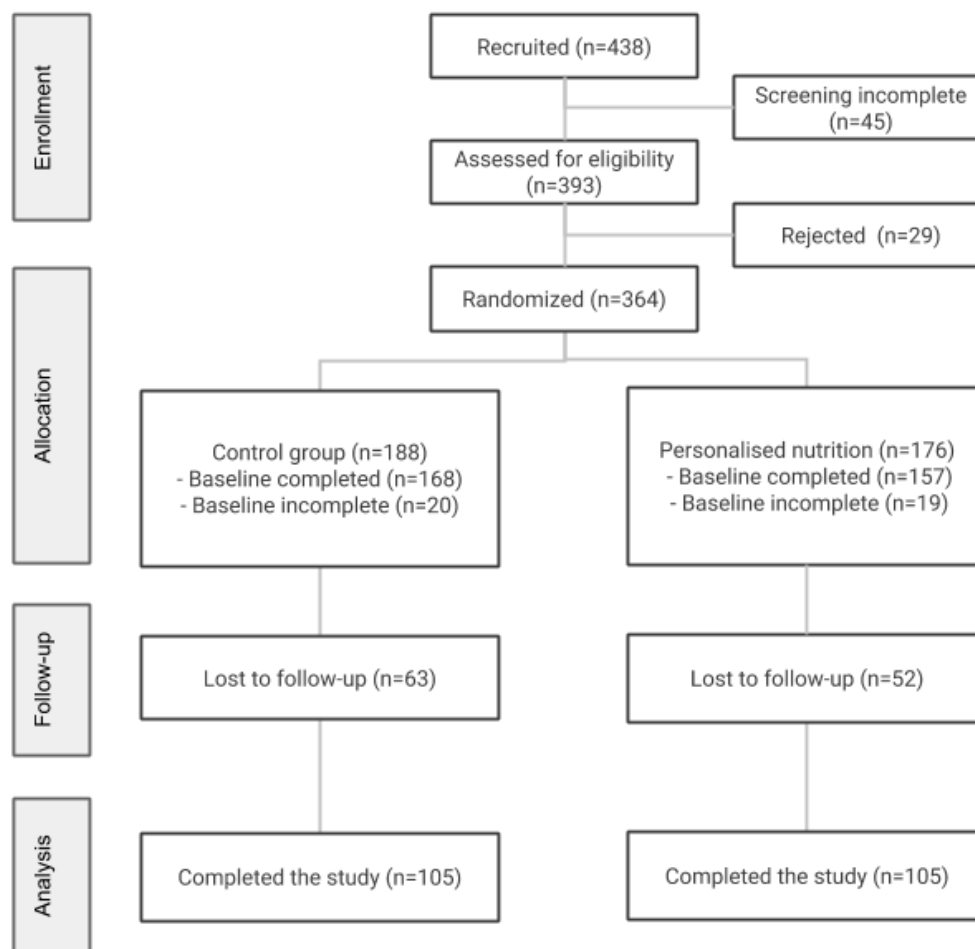 Enrollment
Recruited (n=438)
Screening incomplete
(n=45)
Assessed for eligibility
(n=393)
Rejected (n=29)
Allocation
Randomized (n=364)
Control group (n=188)
- Baseline completed (n=168)
- Baseline incomplete (n=20)
Personalised nutrition (n=176)
- Baseline completed (n=157)
- Baseline incomplete (n=19)
Follow-up
Lost to follow-up (n=63)
Lost to follow-up (n=52)
Analysis
Completed the study (n=105)
Completed the study (n=105)